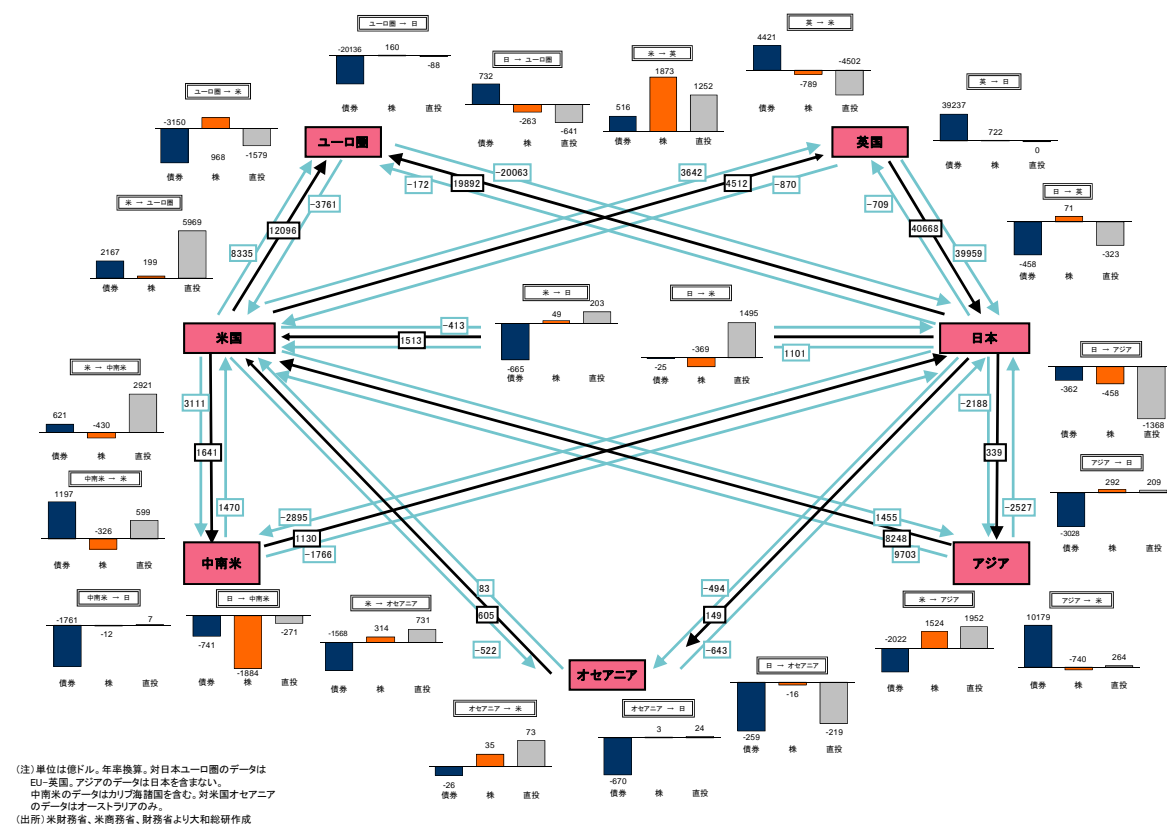 ユーロ圏 → 日
-20136
160
-88
債券
株
直投
日 → ユーロ圏
732
-263
-641
債券
株
直投
米 → 英
516
1873
1252
債券
株
直投
英 → 米
4421
-789
-4502
債券
株
直投
英 → 日
39237
722
0
債券
株
直投
ユーロ圏 → 米
-3150
968
-1579
債券
株
直投
米 → ユーロ圏
2167
199
5969
債券
株
直投
日 → 英
-458
71
-323
債券
株
直投
ユーロ圏
英国
-172
19892
-20063
3642
4512
-870
-3761
12096
8335
-709
40668
39959
米 → 日
-665
49
203
債券
株
直投
日 → 米
-25
-369
1495
債券
株
直投
米国
-413
1513
1101
日本
米 → 中南米
621
-430
2921
債券
株
直投
日 → アジア
-362
-458
-1368
債券
株
直投
3111
1641
1470
-2188
339
-2527
中南米 → 米
1197
-326
599
債券
株
直投
アジア → 日
-3028
292
209
債券
株
直投
-2895
1130
-1766
1455
8248
9703
中南米
アジア
83
605
-522
-494
149
-643
オセアニア
中南米 → 日
-1761
-12
7
債券
株
直投
日 → 中南米
-741
-1884
-271
債券
株
直投
米 → オセアニア
-1568
314
731
債券
株
直投
米 → アジア
-2022
1524
1952
債券
株
直投
アジア → 米
10179
-740
264
債券
株
直投
オセアニア → 米
-26
35
73
債券
株
直投
オセアニア → 日
-670
3
24
債券
株
直投
日 → オセアニア
-259
-16
-219
債券
株
直投
（注）単位は億ドル。年率換算。対日本ユーロ圏のデータは
EU-英国。アジアのデータは日本を含まない。
中南米のデータはカリブ海諸国を含む。対米国オセアニア
のデータはオーストラリアのみ。
（出所）米財務省、米商務省、財務省より大和総研作成